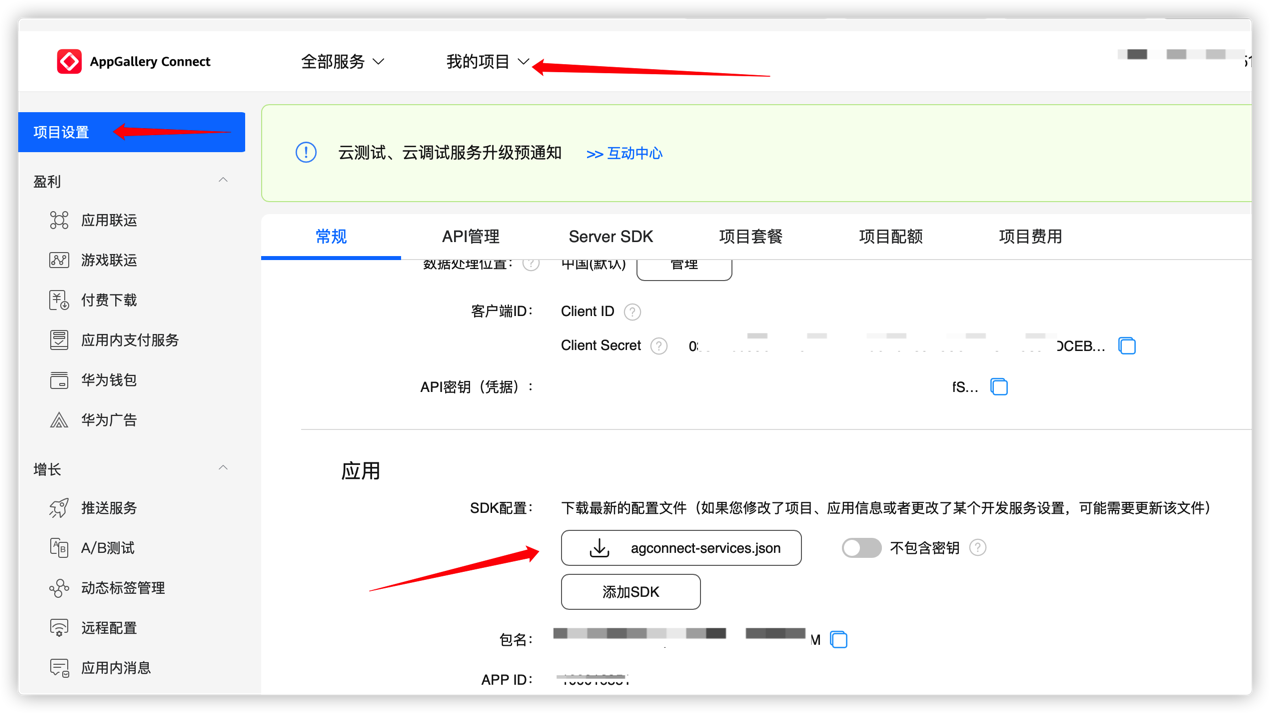 AppGallery Connect
全部服务
我的项目
项目设置
盈利
应用联运
游戏联运
付费下载
应用内支付服务
华为钱包
华为广告
增长
推送服务
A/B测试
动态标签管理
远程配置
应用内消息
云测试、云调试服务升级预通知 >> 互动中心
常规 API管理 Server SDK 项目套餐 项目配额 项目费用
数据处理位置： ? 中国(默认) 管理
客户端ID： Client ID ?
Client Secret ? OCEB...
API密钥（凭据）： fS...
应用
SDK配置： 下载最新的配置文件（如果您修改了项目、应用信息或者更改了某个开发服务设置，可能需要更新该文件）
agconnect-services.json 不包含密钥 ?
添加SDK
包名： M
APP ID：